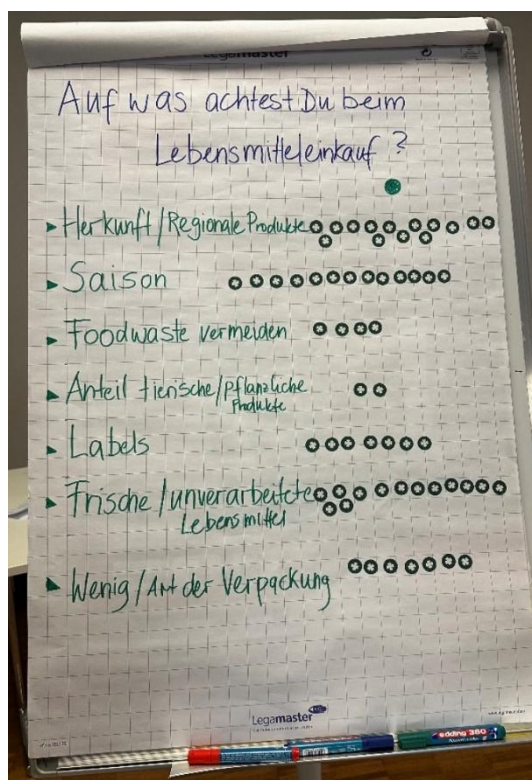 Legamaster
Auf was achtest Du beim
Lebensmitteleinkauf?
Herkunft/Regionale Produkte
Saison
Foodwaste vermeiden
Anteil tierische/pflanzliche
Produkte
Labels
Frische/unverarbeitete
Lebensmittel
Wenig/Art der Verpackung
Legamaster
edding 380